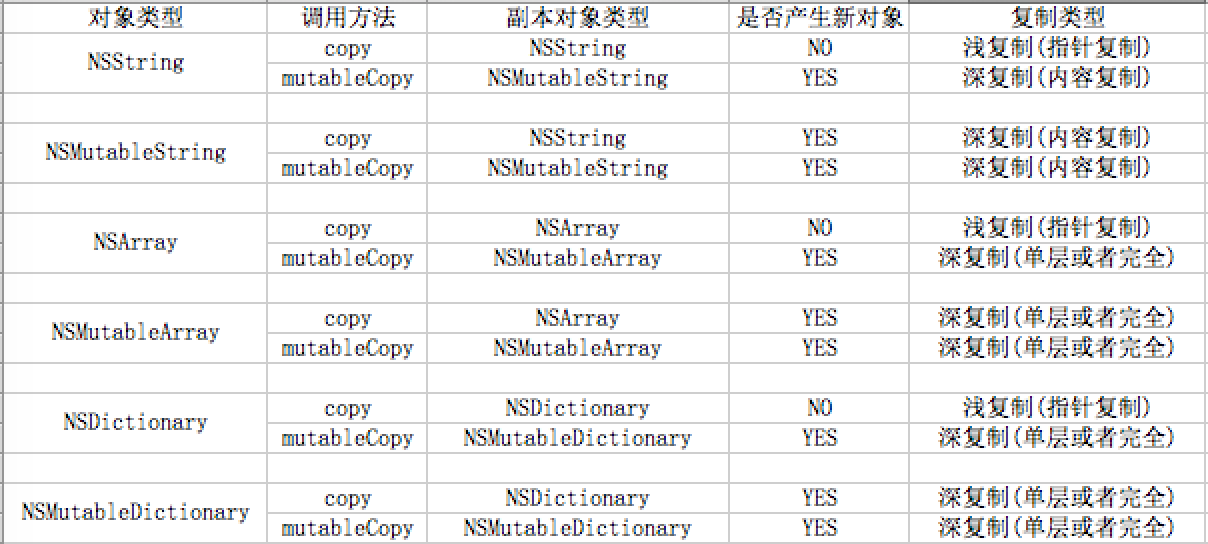 对象类型 调用方法 副本对象类型 是否产生新对象 复制类型
NSString copy NSString NO 浅复制(指针复制)
mutableCopy NSMutableString YES 深复制(内容复制)
NSMutableString copy NSString YES 深复制(内容复制)
mutableCopy NSMutableString YES 深复制(内容复制)
NSArray copy NSArray NO 浅复制(指针复制)
mutableCopy NSMutableArray YES 深复制(单层或者完全)
NSMutableArray copy NSArray YES 深复制(单层或者完全)
mutableCopy NSMutableArray YES 深复制(单层或者完全)
NSDictionary copy NSDictionary NO 浅复制(指针复制)
mutableCopy NSMutableDictionary YES 深复制(单层或者完全)
NSMutableDictionary copy NSDictionary YES 深复制(单层或者完全)
mutableCopy NSMutableDictionary YES 深复制(单层或者完全)